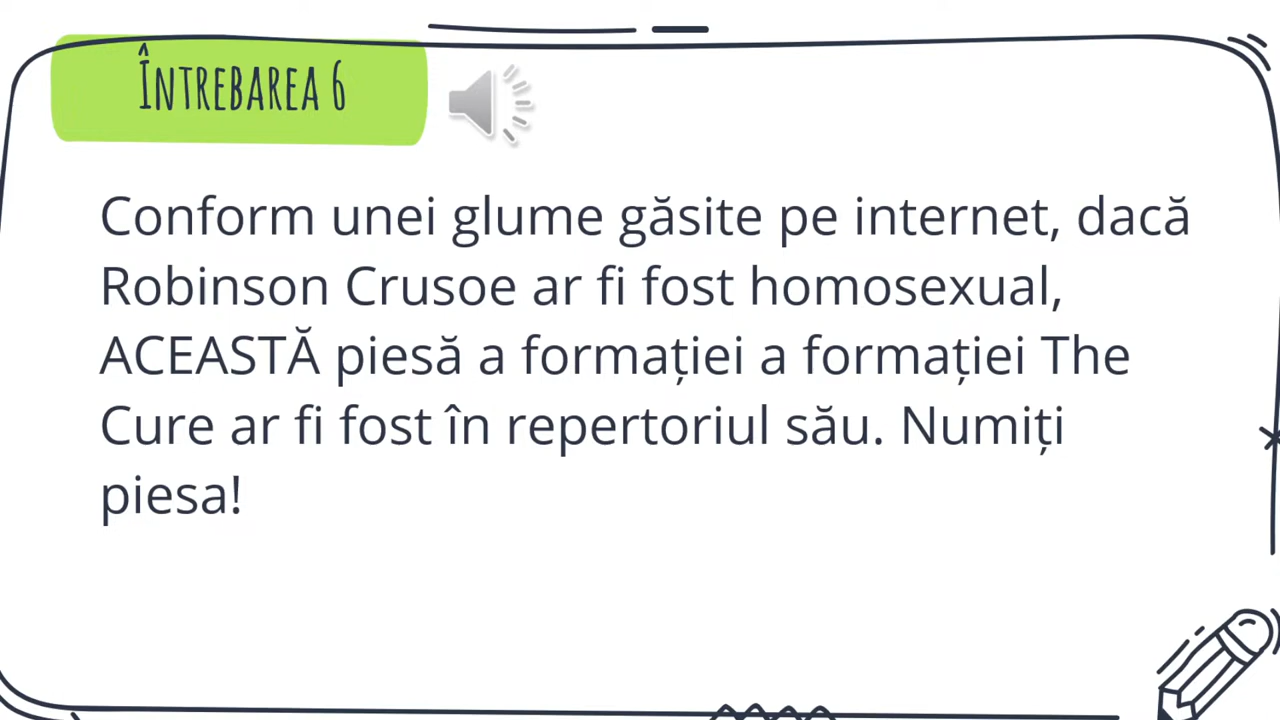 Întrebarea 6
Conform unei glume găsite pe internet, dacă
Robinson Crusoe ar fi fost homosexual,
ACEASTĂ piesă a formației a formației The
Cure ar fi fost în repertoriul său. Numiți
piesa!